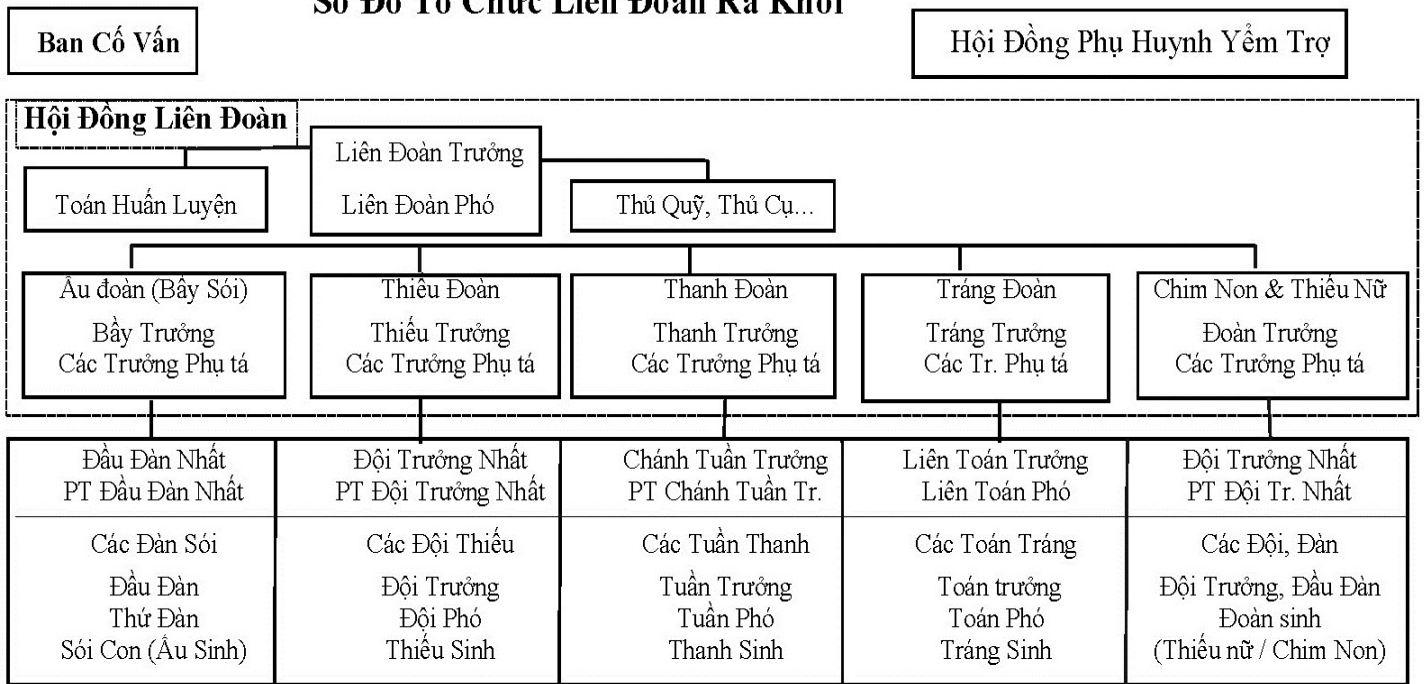 Sơ Đồ Tổ Chức Liên Đoàn Ra Khơi
Ban Cố Vấn
Hội Đồng Phụ Huynh Yểm Trợ
Hội Đồng Liên Đoàn
Liên Đoàn Trưởng
Liên Đoàn Phó
Toán Huấn Luyện
Thủ Quỹ, Thủ Cụ...
Ấu đoàn (Bầy Sói)
Bầy Trưởng
Các Trưởng Phụ tá
Thiếu Đoàn
Thiếu Trưởng
Các Trưởng Phụ tá
Thanh Đoàn
Thanh Trưởng
Các Trưởng Phụ tá
Tráng Đoàn
Tráng Trưởng
Các Tr. Phụ tá
Chim Non & Thiếu Nữ
Đoàn Trưởng
Các Trưởng Phụ tá
Đầu Đàn Nhất
PT Đầu Đàn Nhất
Đội Trưởng Nhất
PT Đội Trưởng Nhất
Chánh Tuần Trưởng
PT Chánh Tuần Tr.
Liên Toán Trưởng
Liên Toán Phó
Đội Trưởng Nhất
PT Đội Tr. Nhất
Các Đàn Sói
Đầu Đàn
Thứ Đàn
Sói Con (Ấu Sinh)
Các Đội Thiếu
Đội Trưởng
Đội Phó
Thiếu Sinh
Các Tuần Thanh
Tuần Trưởng
Tuần Phó
Thanh Sinh
Các Toán Tráng
Toán trưởng
Toán Phó
Tráng Sinh
Các Đội, Đàn
Đội Trưởng, Đầu Đàn
Đoàn sinh
(Thiếu nữ / Chim Non)